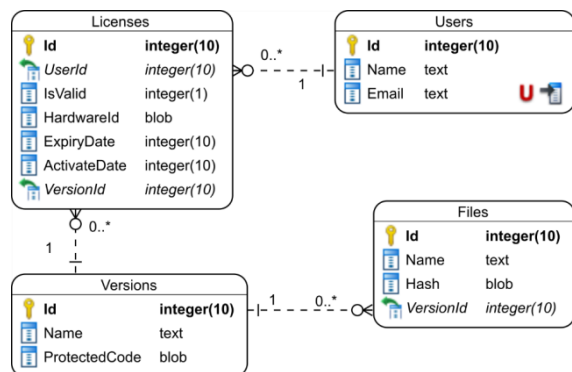 Licenses
Id integer(10)
UserId integer(10)
IsValid integer(1)
HardwareId blob
ExpiryDate integer(10)
ActivateDate integer(10)
VersionId integer(10)
0..*
1
Users
Id integer(10)
Name text
Email text U
0..*
1
Files
Id integer(10)
Name text
Hash blob
VersionId integer(10)
Versions
Id integer(10)
Name text
ProtectedCode blob
1
0..*